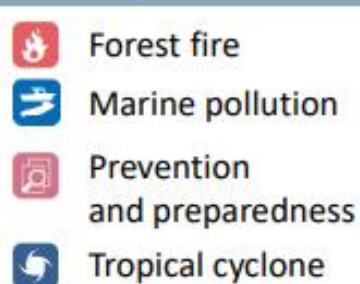 Forest fire
Marine pollution
Prevention
and preparedness
Tropical cyclone